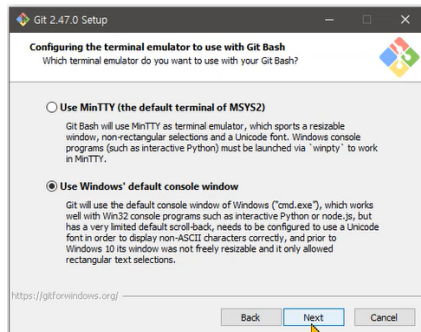 Git 2.47.0 Setup
Configuring the terminal emulator to use with Git Bash
Which terminal emulator do you want to use with your Git Bash?
Use MinTTY (the default terminal of MSYS2)
Git Bash will use MinTTY as terminal emulator, which sports a resizable
window, non-rectangular selections and a Unicode font. Windows console
programs (such as interactive Python) must be launched via `winpty` to work
in MinTTY.
Use Windows' default console window
Git will use the default console window of Windows ("cmd.exe"), which works
well with Win32 console programs such as interactive Python or node.js, but
has a very limited default scroll-back, needs to be configured to use a Unicode
font in order to display non-ASCII characters correctly, and prior to
Windows 10 its window was not freely resizable and it only allowed
rectangular text selections.
https://gitforwindows.org/
Back Next Cancel